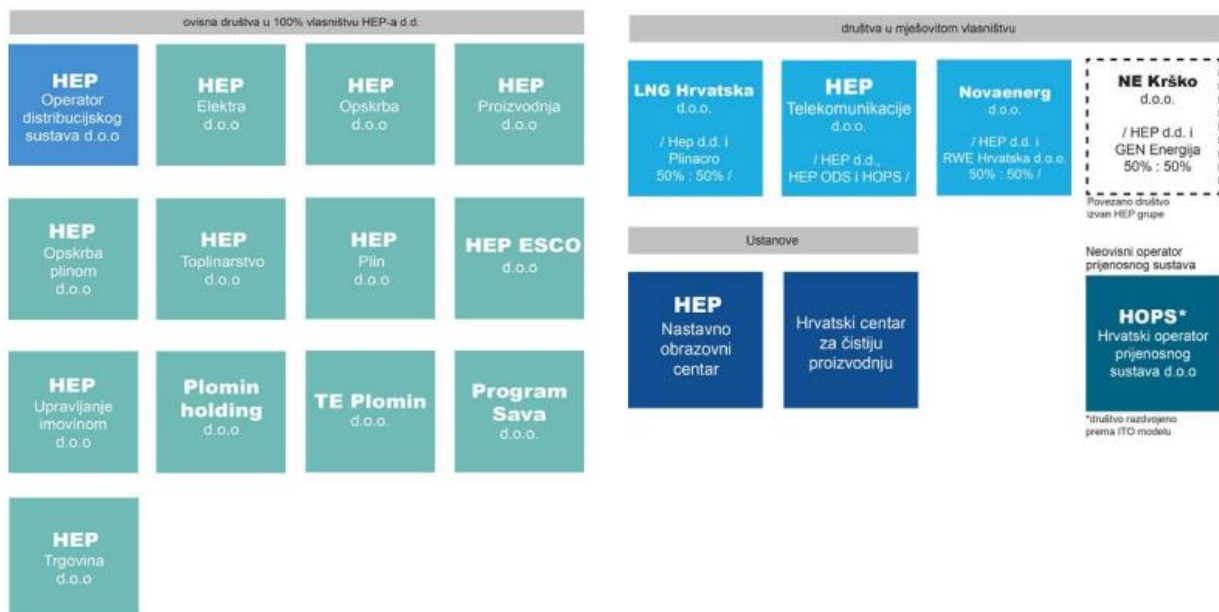 ovisna društva u 100% vlasništvu HEP-a d.d.
HEP
Operator
distribucijskog
sustava d.o.o
HEP
Elektra
d.o.o
HEP
Opskrba
d.o.o
HEP
Proizvodnja
d.o.o
HEP
Opskrba
plinom
d.o.o
HEP
Toplinarstvo
d.o.o
HEP
Plin
d.o.o
HEP ESCO
d.o.o
HEP
Upravljanje
imovinom
d.o.o
Plomin
holding
d.o.o
TE Plomin
d.o.o.
Program
Sava
d.o.o.
HEP
Trgovina
d.o.o
društva u mješovitom vlasništvu
LNG Hrvatska
d.o.o.
/ Hep d.d. i
Plinacro
50% : 50% /
HEP
Telekomunikacije
d.o.o.
/ HEP d.d.,
HEP ODS i HOPS /
Novaenerg
d.o.o.
/ HEP d.d. i
RWE Hrvatska d.o.o.
50% : 50% /
NE Krško
d.o.o.
/ HEP d.d. i
GEN Energija
50% : 50%
Povezano društvo
izvan HEP grupe
Ustanove
HEP
Nastavno
obrazovni
centar
Hrvatski centar
za čistiju
proizvodnju
Neovisni operator
prijenosnog sustava
HOPS*
Hrvatski operator
prijenosnog
sustava d.o.o
*društvo razdvojeno
prema ITO modelu